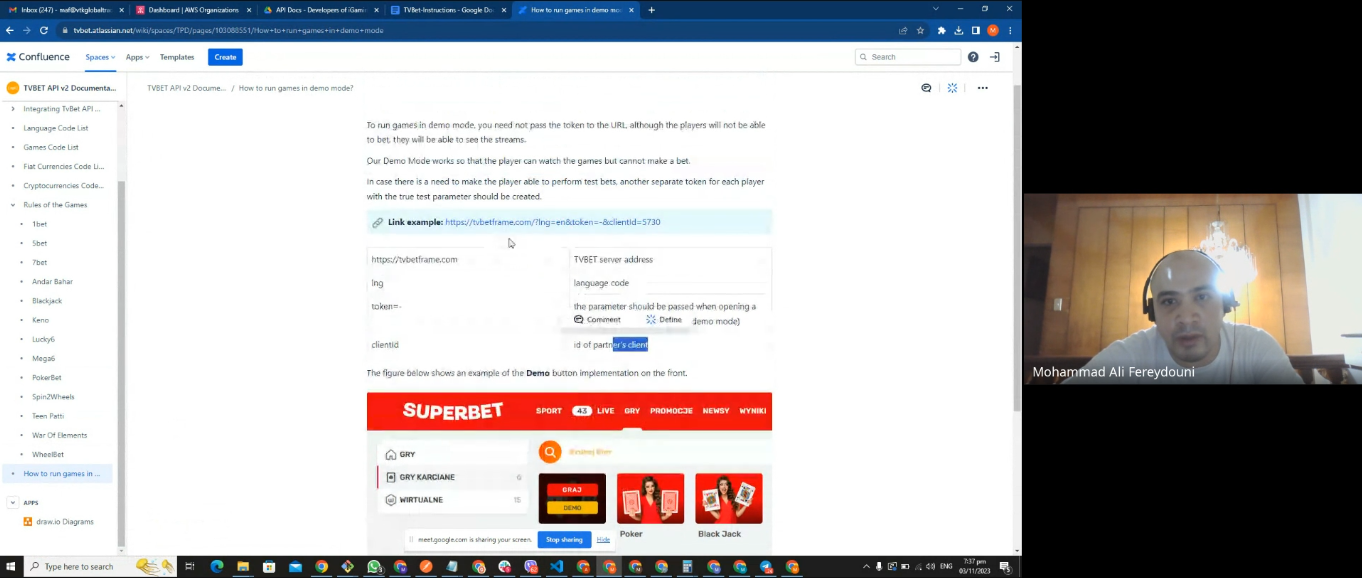 Inbox (247) - maf@vtkglobaltra
Dashboard | AWS Organizations
API Docs - Developers of iGamin
TVBet-Instructions - Google Do
How to run games in demo mo
tvbet.atlassian.net/wiki/spaces/TPD/pages/103088551/How+to+run+games+in+demo+mode
Confluence
Spaces
Apps
Templates
Create
Search
TVBET API v2 Documenta...
TVBET API v2 Docume... / How to run games in demo mode?
Integrating TvBet API ...
Language Code List
Games Code List
Fiat Currencies Code Li...
Cryptocurrencies Code...
Rules of the Games
1bet
5bet
7bet
Andar Bahar
Blackjack
Keno
Lucky6
Mega6
PokerBet
Spin2Wheels
Teen Patti
War Of Elements
WheelBet
How to run games in ...
APPS
draw.io Diagrams
To run games in demo mode, you need not pass the token to the URL, although the players will not be able
to bet, they will be able to see the streams.
Our Demo Mode works so that the player can watch the games but cannot make a bet.
In case there is a need to make the player able to perform test bets, another separate token for each player
with the true test parameter should be created.
Link example: https://tvbetframe.com/?lng=en&token=-&clientId=5730
https://tvbetframe.com
TVBET server address
lng
language code
token=-
the parameter should be passed when opening a
demo mode)
Comment
Define
clientId
id of partner's client
The figure below shows an example of the Demo button implementation on the front.
SUPERBET
SPORT 43 LIVE GRY PROMOCJE NEWSY WYNIKI
GRY
GRY KARCIANE 6
WIRTUALNE 15
GRAJ
DEMO
Poker
Black Jack
meet.google.com is sharing your screen.
Stop sharing
Hide
Type here to search
ENG
7:37 pm
03/11/2023
Mohammad Ali Fereydouni